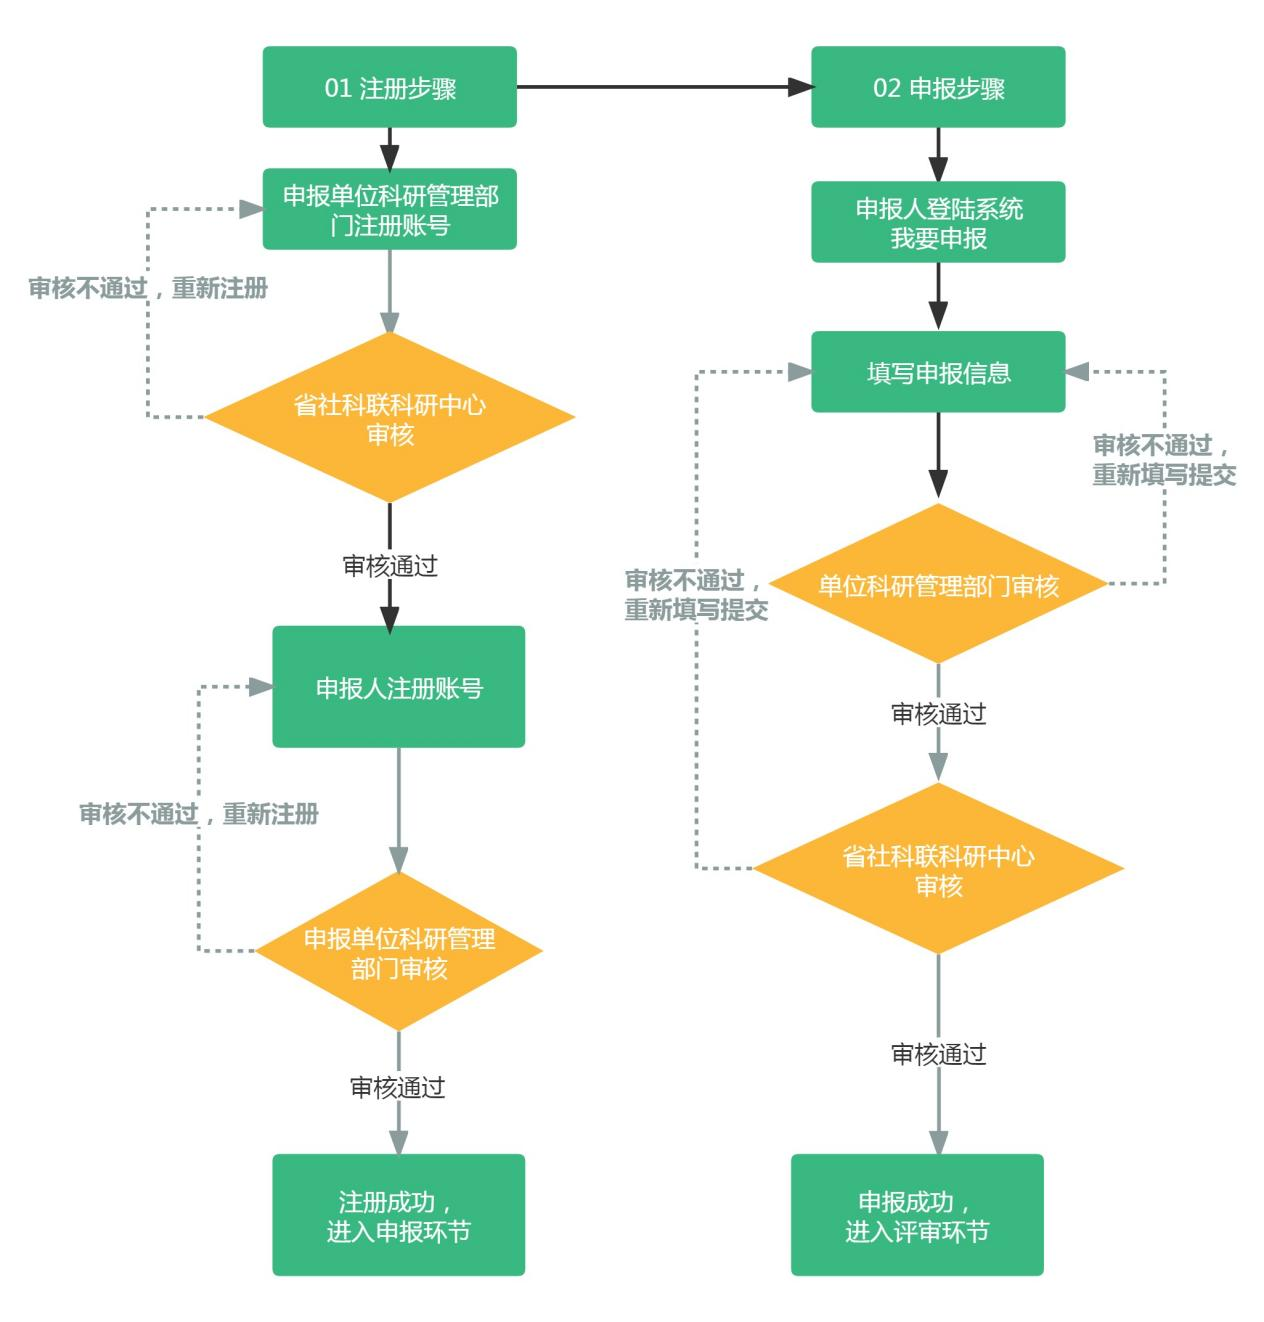 01 注册步骤
申报单位科研管理部
门注册账号
审核不通过，重新注册
省社科联科研中心
审核
审核通过
申报人注册账号
审核不通过，重新注册
申报单位科研管理
部门审核
审核通过
注册成功，
进入申报环节
02 申报步骤
申报人登陆系统
我要申报
填写申报信息
审核不通过，
重新填写提交
单位科研管理部门审核
审核不通过，
重新填写提交
审核通过
省社科联科研中心
审核
审核通过
申报成功，
进入评审环节